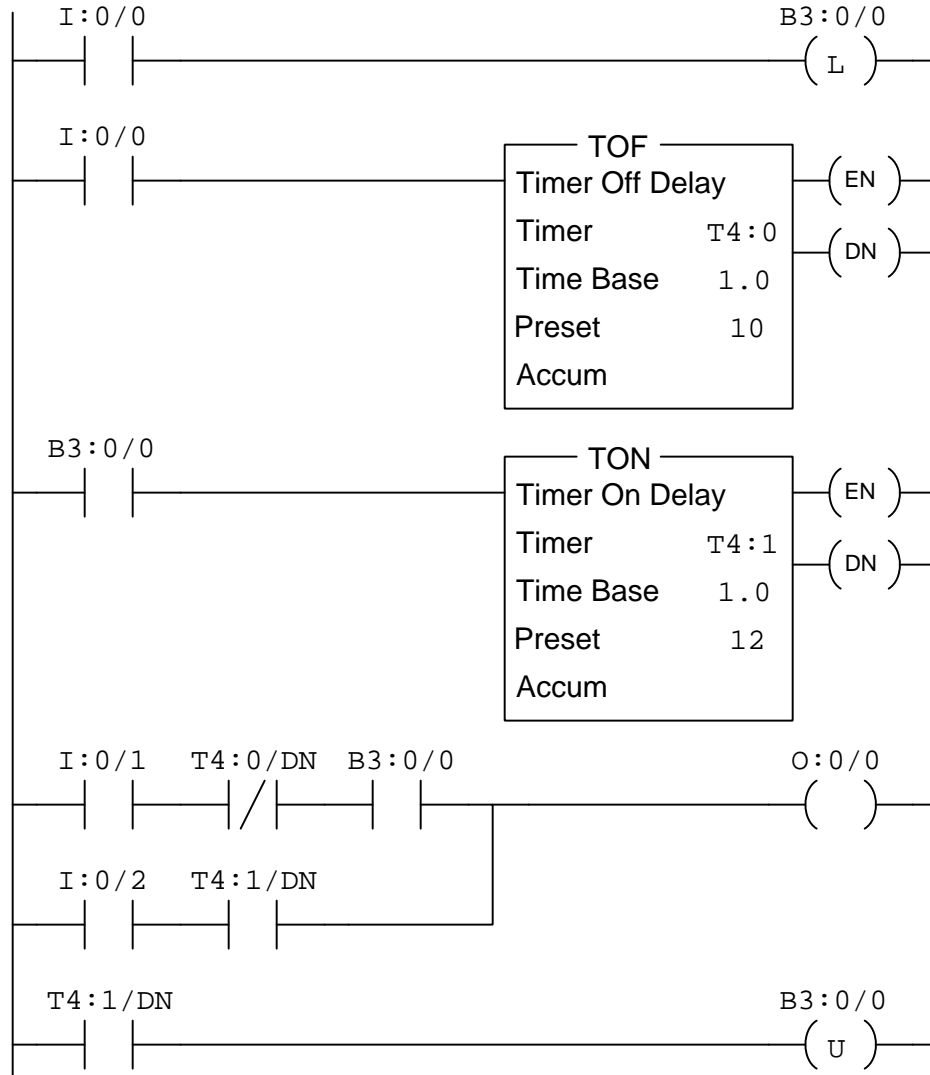 I:0/0 B3:0/0
L
I:0/0
TOF
Timer Off Delay
EN
Timer T4:0
DN
Time Base 1.0
Preset 10
Accum
B3:0/0
TON
Timer On Delay
EN
Timer T4:1
DN
Time Base 1.0
Preset 12
Accum
I:0/1 T4:0/DN B3:0/0 O:0/0
I:0/2 T4:1/DN
T4:1/DN B3:0/0
U